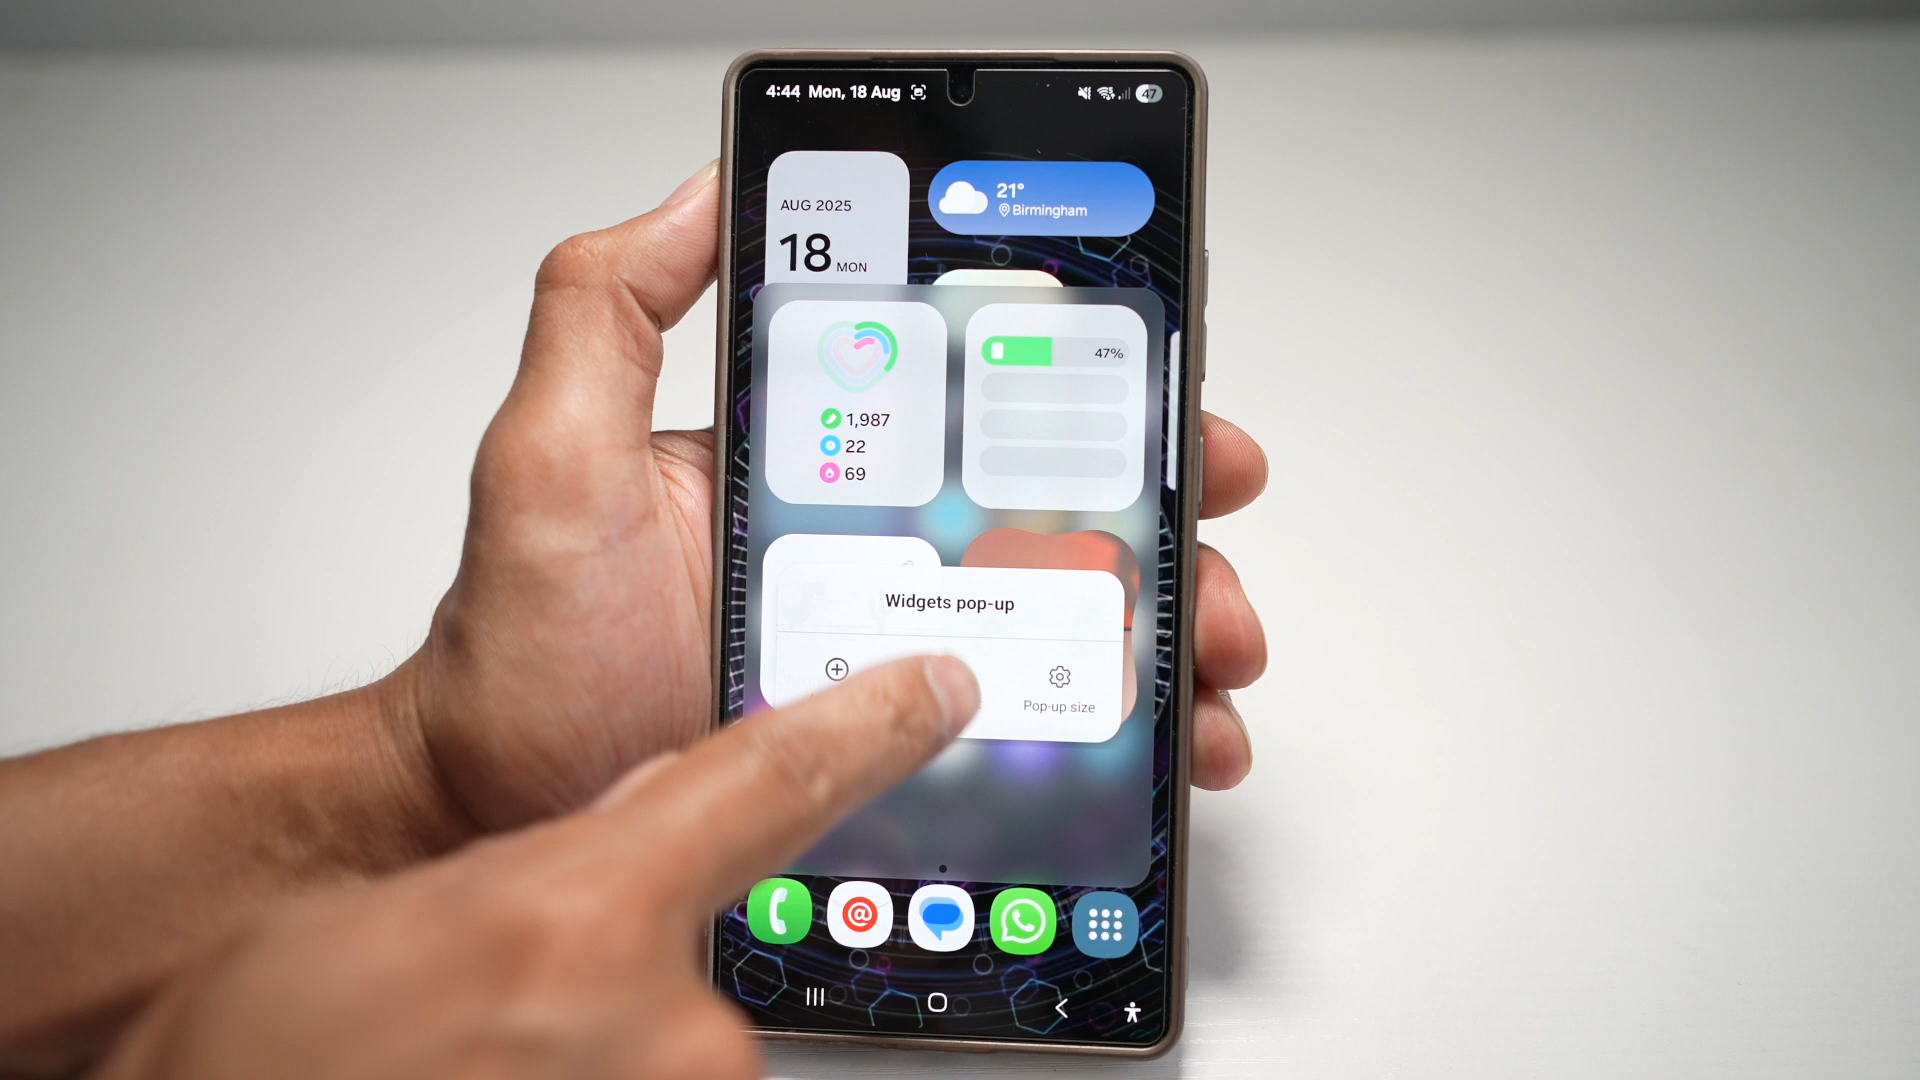 4:44 Mon, 18 Aug
47
AUG 2025
18 MON
21°
Birmingham
1,987
22
69
47%
Widgets pop-up
Pop-up size